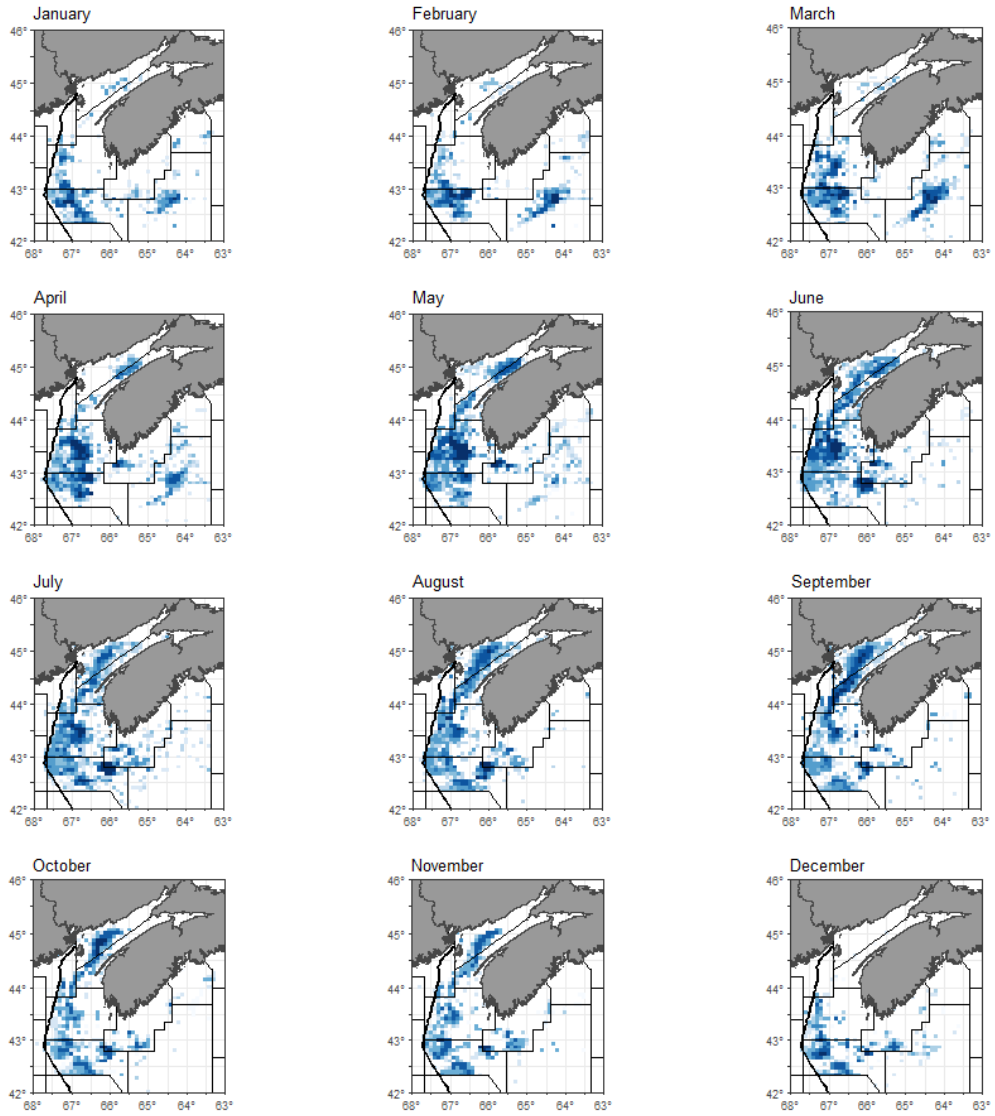 January February March
46° 46° 46°
45° 45° 45°
44° 44° 44°
43° 43° 43°
42° 42° 42°
68° 67° 66° 65° 64° 63° 68° 67° 66° 65° 64° 63° 68° 67° 66° 65° 64° 63°
April May June
46° 46° 46°
45° 45° 45°
44° 44° 44°
43° 43° 43°
42° 42° 42°
68° 67° 66° 65° 64° 63° 68° 67° 66° 65° 64° 63° 68° 67° 66° 65° 64° 63°
July August September
46° 46° 46°
45° 45° 45°
44° 44° 44°
43° 43° 43°
42° 42° 42°
68° 67° 66° 65° 64° 63° 68° 67° 66° 65° 64° 63° 68° 67° 66° 65° 64° 63°
October November December
46° 46° 46°
45° 45° 45°
44° 44° 44°
43° 43° 43°
42° 42° 42°
68° 67° 66° 65° 64° 63° 68° 67° 66° 65° 64° 63° 68° 67° 66° 65° 64° 63°